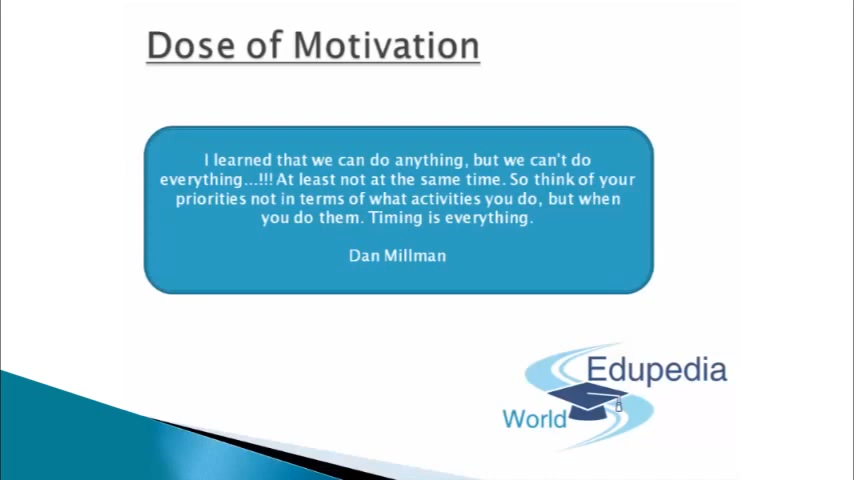 Dose of Motivation
I learned that we can do anything, but we can't do
everything...!!! At least not at the same time. So think of your
priorities not in terms of what activities you do, but when
you do them. Timing is everything.
Dan Millman
Edupedia
World